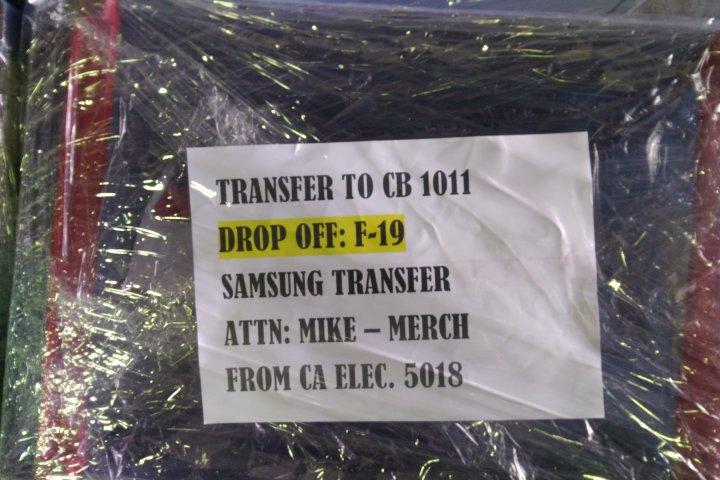 TRANSFER TO CB 1011
DROP OFF: F-19
SAMSUNG TRANSFER
ATTN: MIKE – MERCH
FROM CA ELEC. 5018